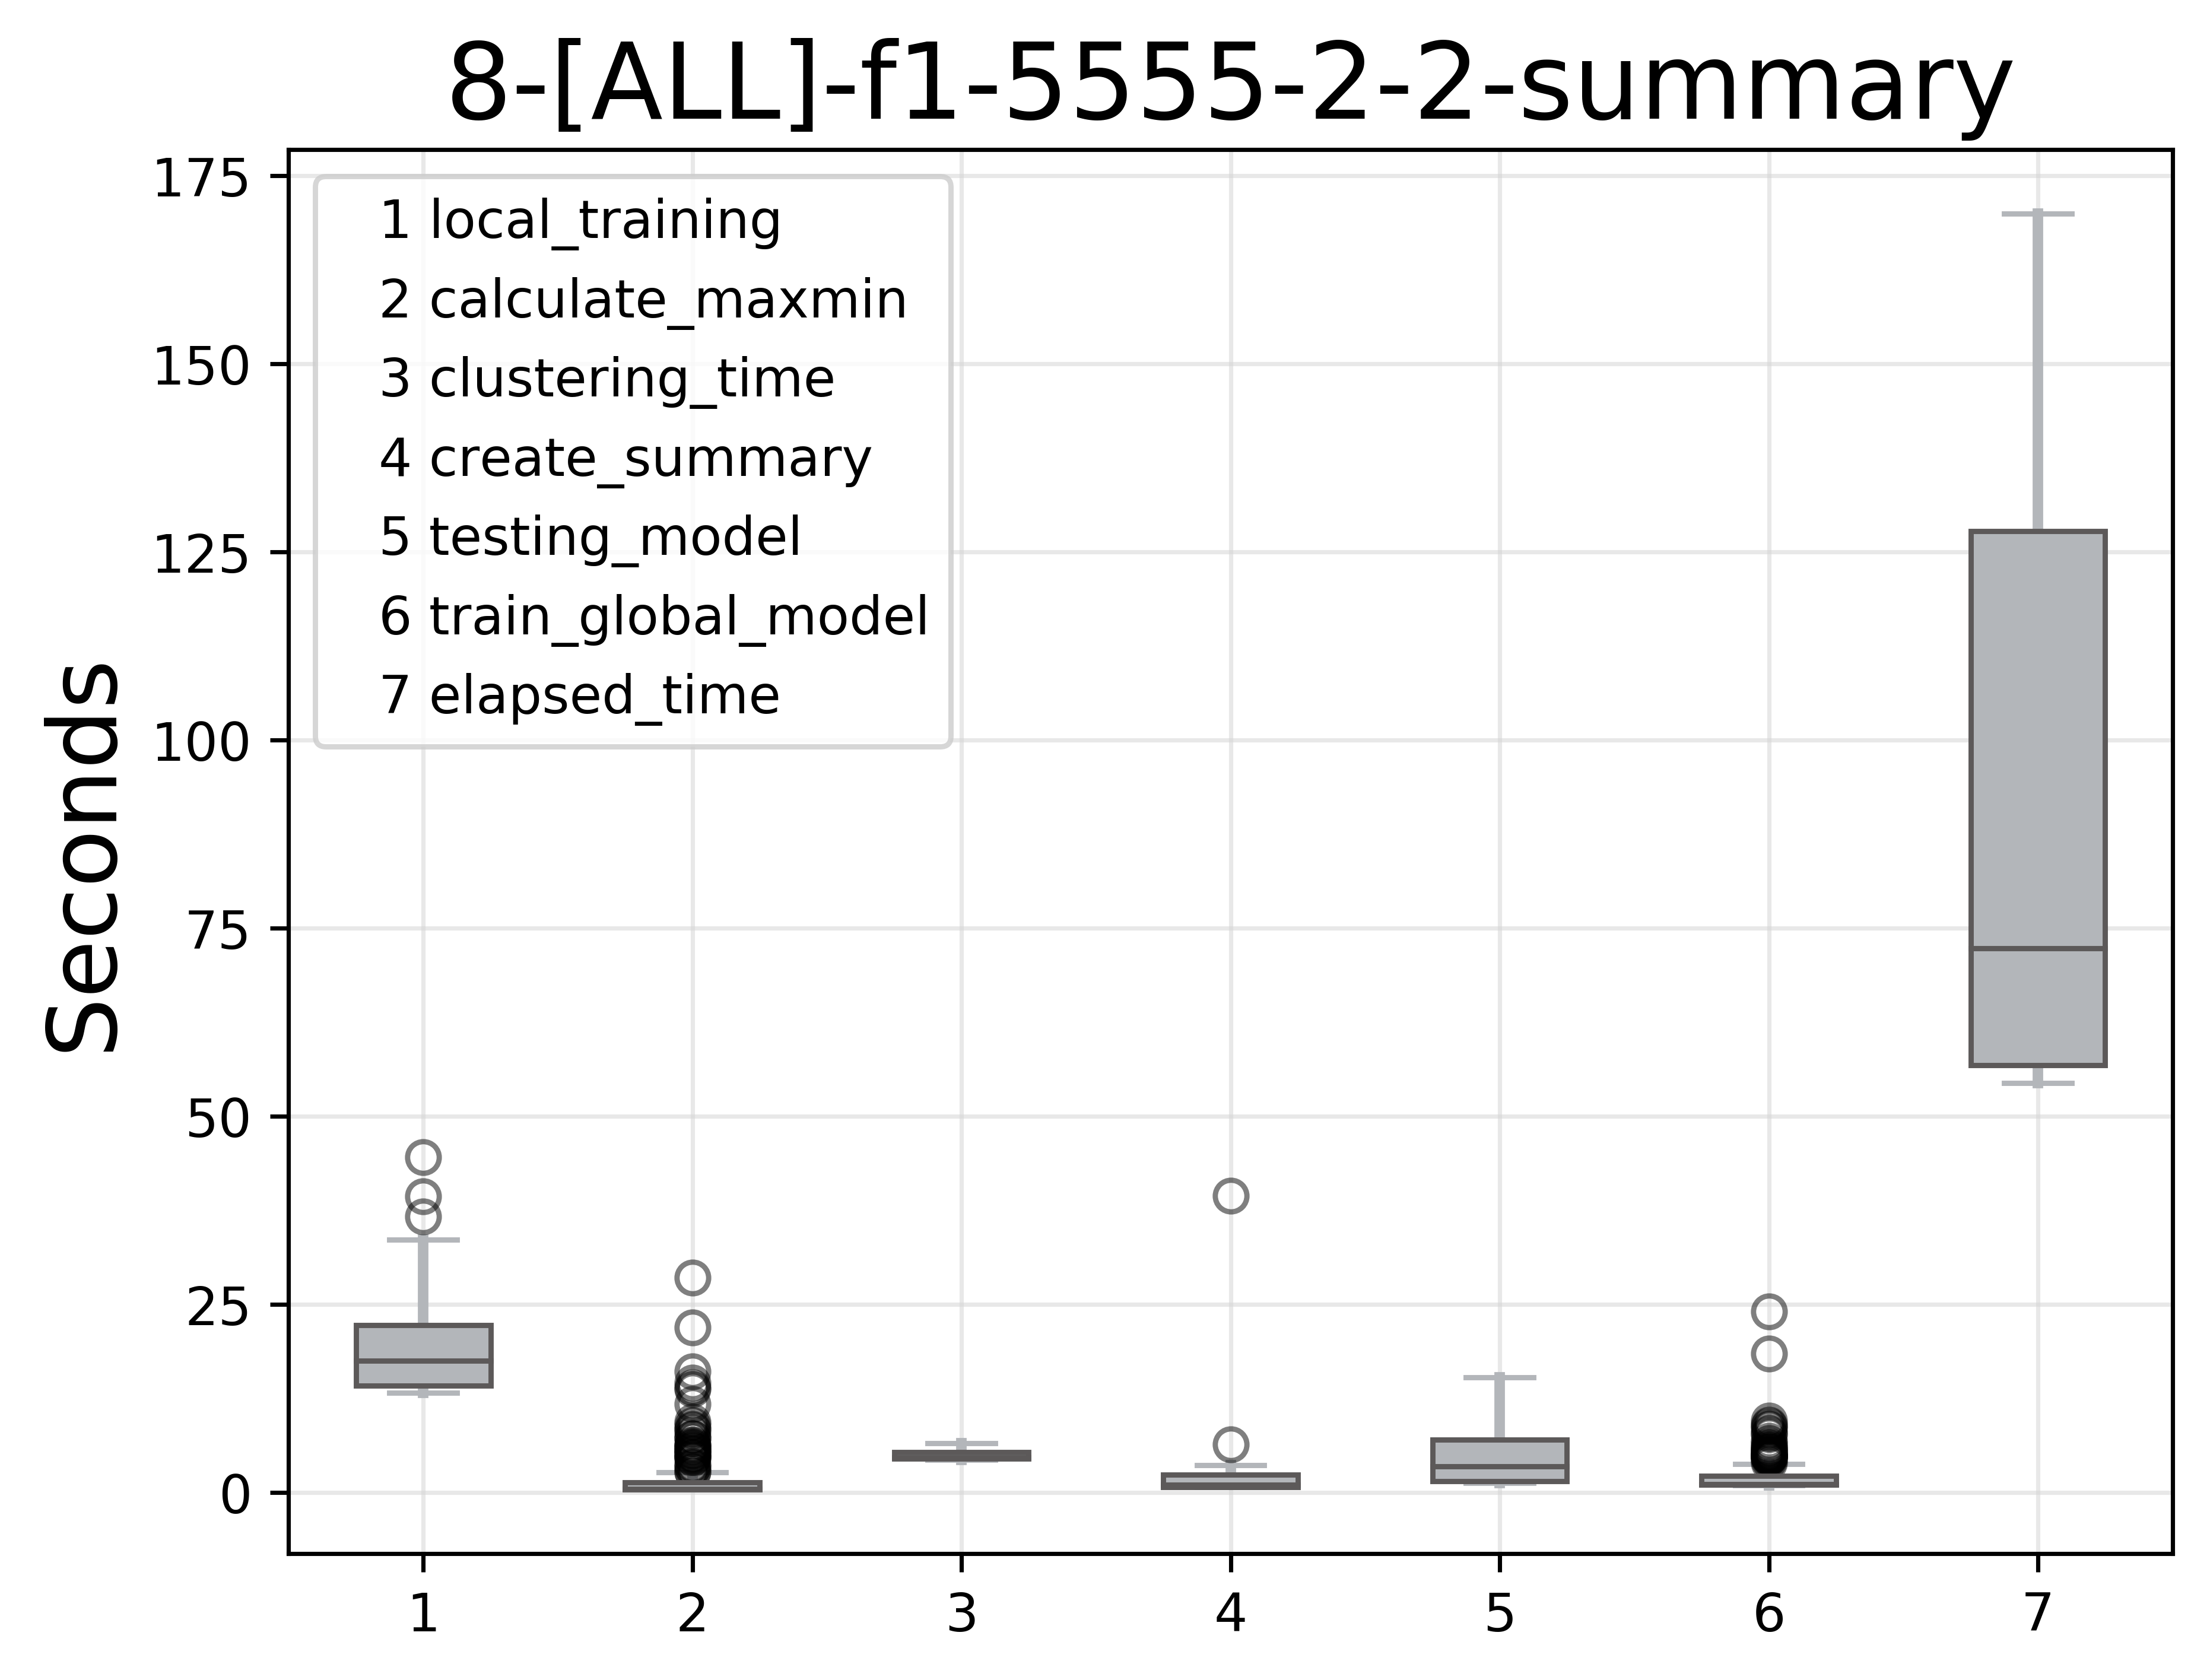 8-[ALL]-f1-5555-2-2-summary
175
150
125
100
75
50
25
0
Seconds
1 local_training
2 calculate_maxmin
3 clustering_time
4 create_summary
5 testing_model
6 train_global_model
7 elapsed_time
1 2 3 4 5 6 7